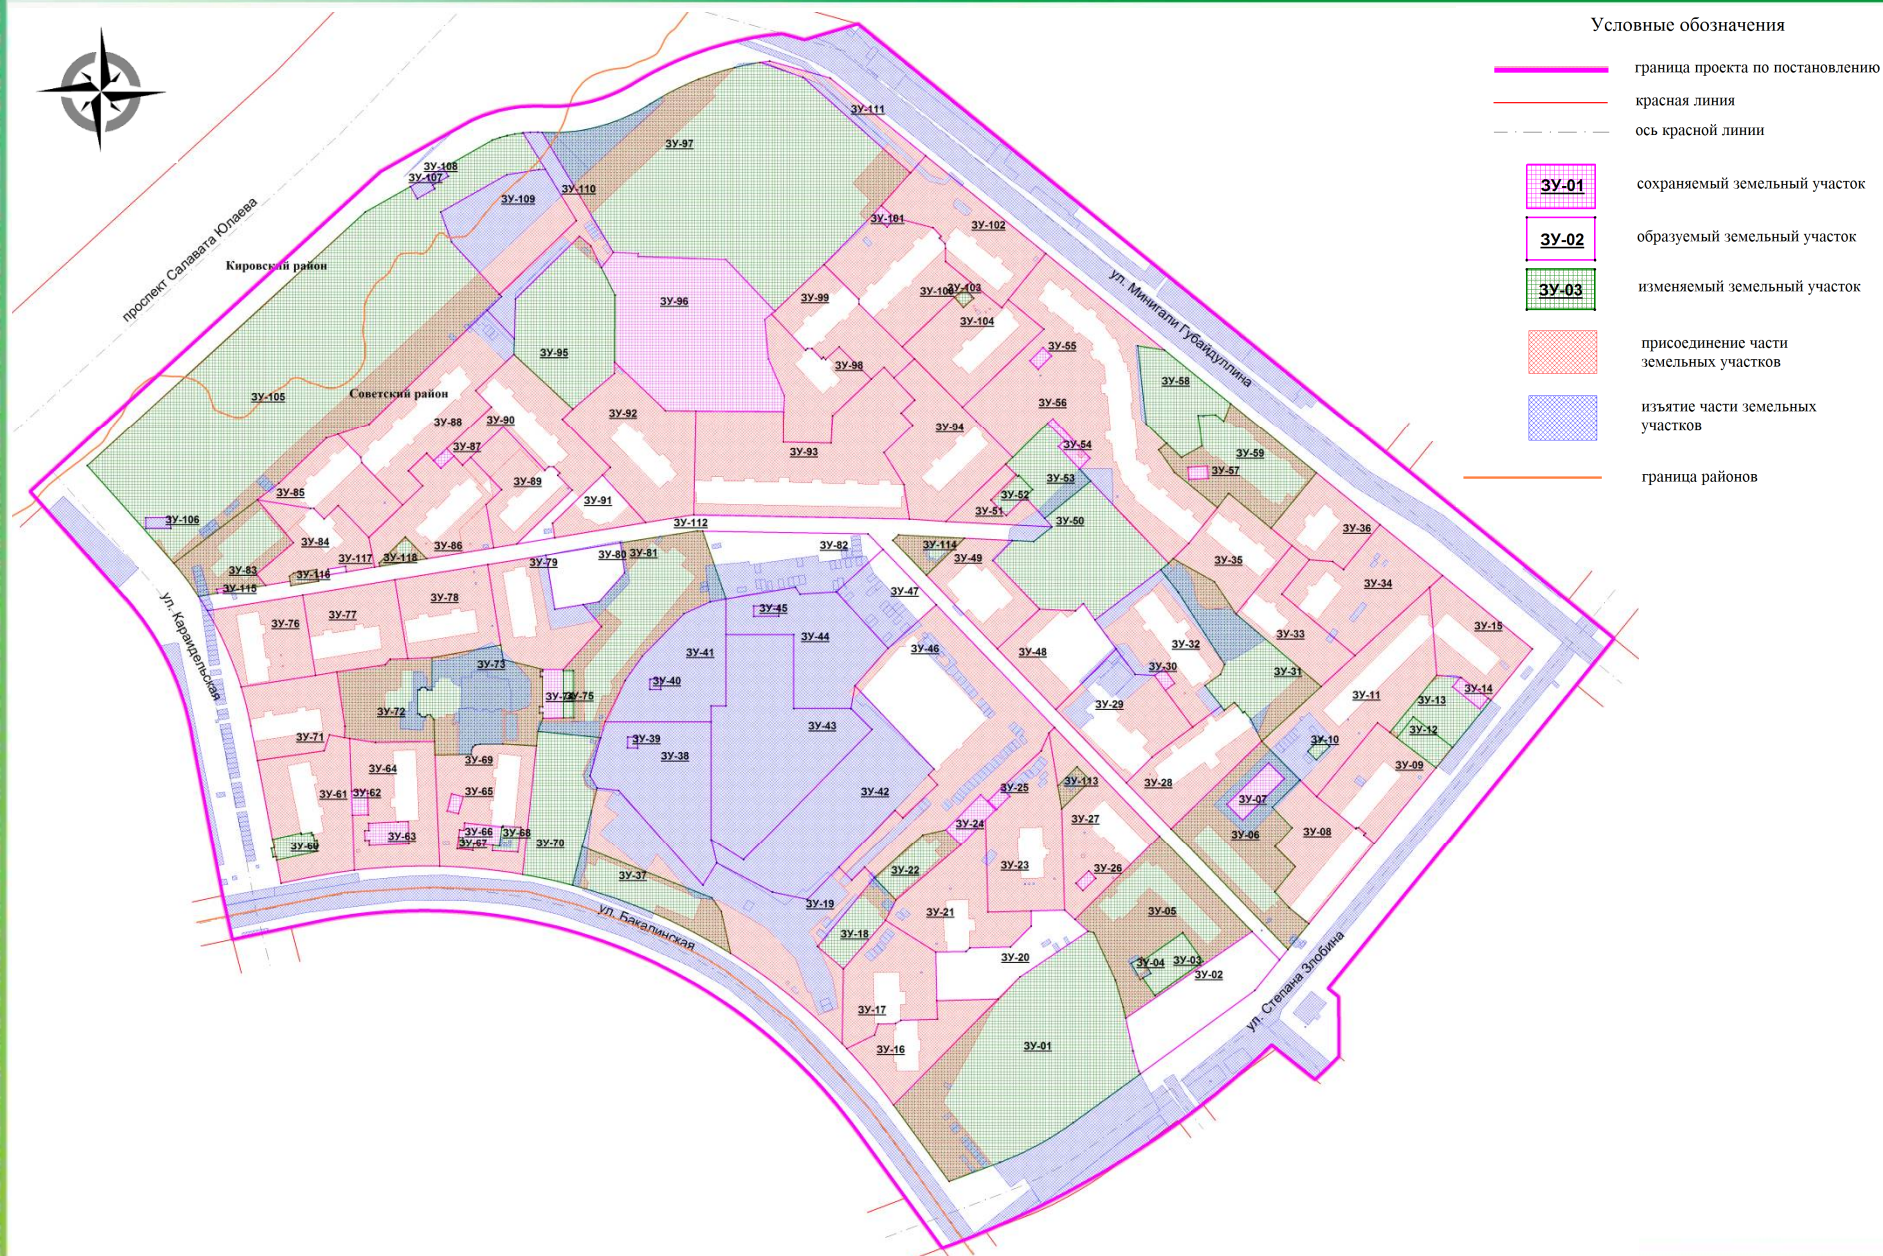 Условные обозначения
граница проекта по постановлению
красная линия
ось красной линии
ЗУ-01
сохраняемый земельный участок
ЗУ-02
образуемый земельный участок
ЗУ-03
изменяемый земельный участок
присоединение части
земельных участков
изъятие части земельных
участков
граница районов
проспект Салавата Юлаева
Кировский район
Советский район
ул. Минигали Губайдуллина
ул. Караидельская
ул. Бакалинская
ул. Степана Злобина
ЗУ-111
ЗУ-97
ЗУ-108
ЗУ-107
ЗУ-110
ЗУ-109
ЗУ-101
ЗУ-102
ЗУ-96
ЗУ-99
ЗУ-103
ЗУ-104
ЗУ-95
ЗУ-98
ЗУ-55
ЗУ-58
ЗУ-105
ЗУ-56
ЗУ-88
ЗУ-90
ЗУ-92
ЗУ-94
ЗУ-87
ЗУ-93
ЗУ-54
ЗУ-59
ЗУ-57
ЗУ-89
ЗУ-53
ЗУ-85
ЗУ-91
ЗУ-52
ЗУ-51
ЗУ-106
ЗУ-112
ЗУ-50
ЗУ-36
ЗУ-84
ЗУ-86
ЗУ-82
ЗУ-114
ЗУ-117
ЗУ-118
ЗУ-79
ЗУ-80
ЗУ-81
ЗУ-49
ЗУ-35
ЗУ-83
ЗУ-116
ЗУ-115
ЗУ-34
ЗУ-47
ЗУ-78
ЗУ-77
ЗУ-76
ЗУ-45
ЗУ-44
ЗУ-33
ЗУ-15
ЗУ-32
ЗУ-46
ЗУ-48
ЗУ-41
ЗУ-73
ЗУ-30
ЗУ-31
ЗУ-40
ЗУ-75
ЗУ-14
ЗУ-11
ЗУ-13
ЗУ-29
ЗУ-72
ЗУ-43
ЗУ-12
ЗУ-71
ЗУ-39
ЗУ-10
ЗУ-38
ЗУ-69
ЗУ-64
ЗУ-09
ЗУ-113
ЗУ-28
ЗУ-25
ЗУ-61
ЗУ-62
ЗУ-65
ЗУ-42
ЗУ-07
ЗУ-27
ЗУ-24
ЗУ-66
ЗУ-68
ЗУ-63
ЗУ-67
ЗУ-70
ЗУ-60
ЗУ-06
ЗУ-08
ЗУ-23
ЗУ-26
ЗУ-22
ЗУ-37
ЗУ-19
ЗУ-21
ЗУ-05
ЗУ-18
ЗУ-20
ЗУ-04
ЗУ-03
ЗУ-02
ЗУ-17
ЗУ-16
ЗУ-01